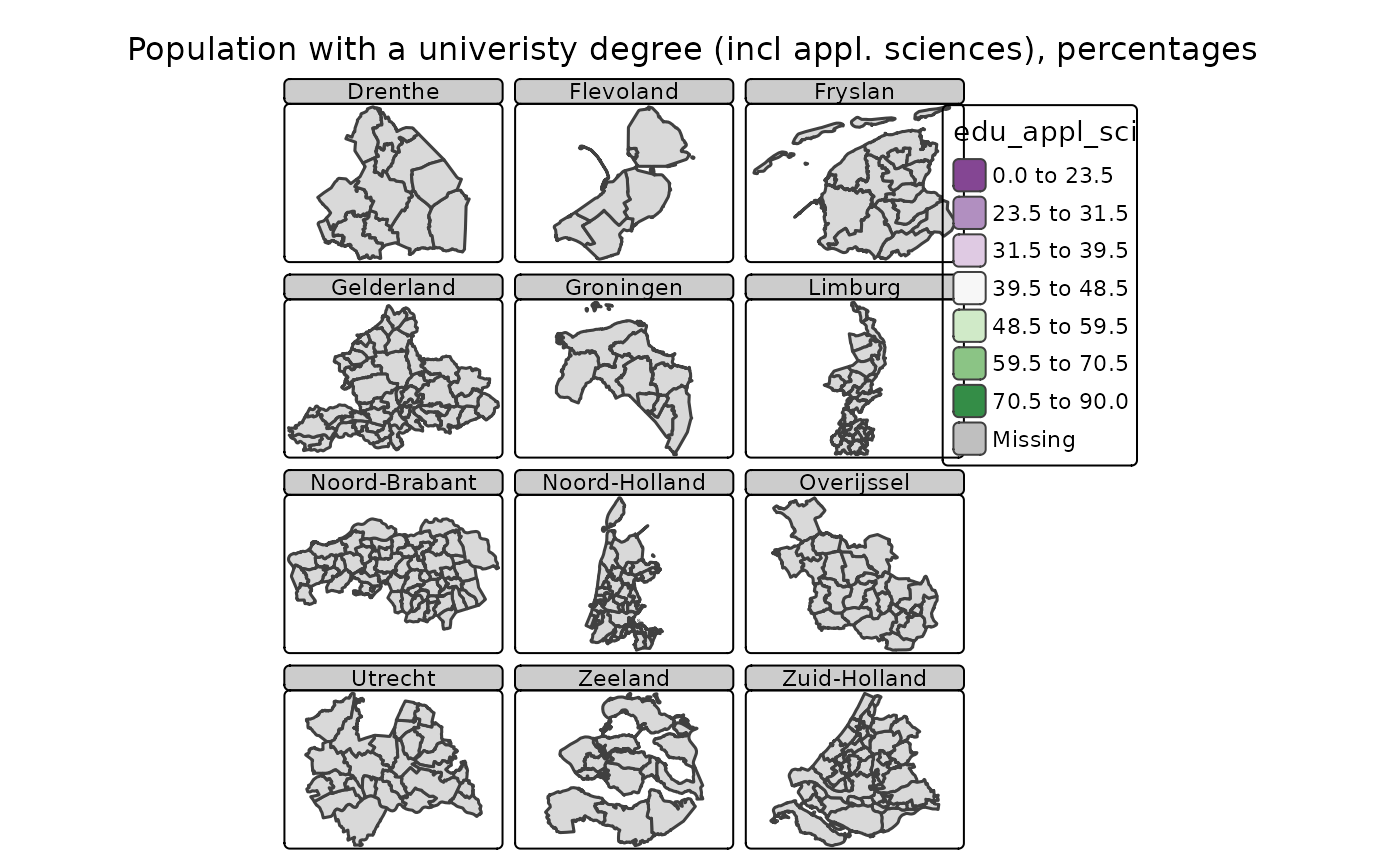 Population with a univeristy degree (incl appl. sciences), percentages
Drenthe
Flevoland
Fryslan
edu_appl_sci
0.0 to 23.5
23.5 to 31.5
31.5 to 39.5
39.5 to 48.5
48.5 to 59.5
59.5 to 70.5
70.5 to 90.0
Missing
Gelderland
Groningen
Limburg
Noord-Brabant
Noord-Holland
Overijssel
Utrecht
Zeeland
Zuid-Holland